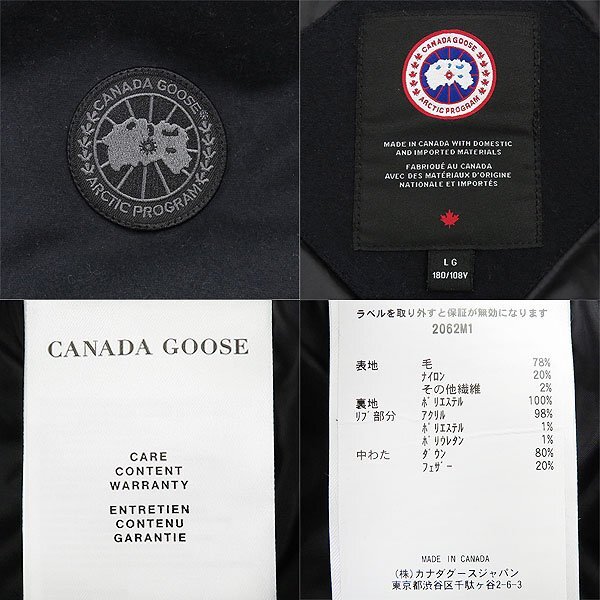 CANADA GOOSE
ARCTIC PROGRAM
CANADA GOOSE
ARCTIC PROGRAM
MADE IN CANADA WITH DOMESTIC
AND IMPORTED MATERIALS
FABRIQUÉ AU CANADA
AVEC DES MATÉRIAUX D'ORIGINE
NATIONALE ET IMPORTÉS
LG
180/108Y
CANADA GOOSE
CARE
CONTENT
WARRANTY
ENTRETIEN
CONTENU
GARANTIE
ラベルを取り外すと保証が無効になります
2062M1
表地 毛 78%
ナイロン 20%
その他繊維 2%
裏地 ポリエステル 100%
リブ部分 アクリル 98%
ポリエステル 1%
ポリウレタン 1%
中わた ダウン 80%
フェザー 20%
MADE IN CANADA
(株)カナダグースジャパン
東京都渋谷区千駄ヶ谷2-6-3